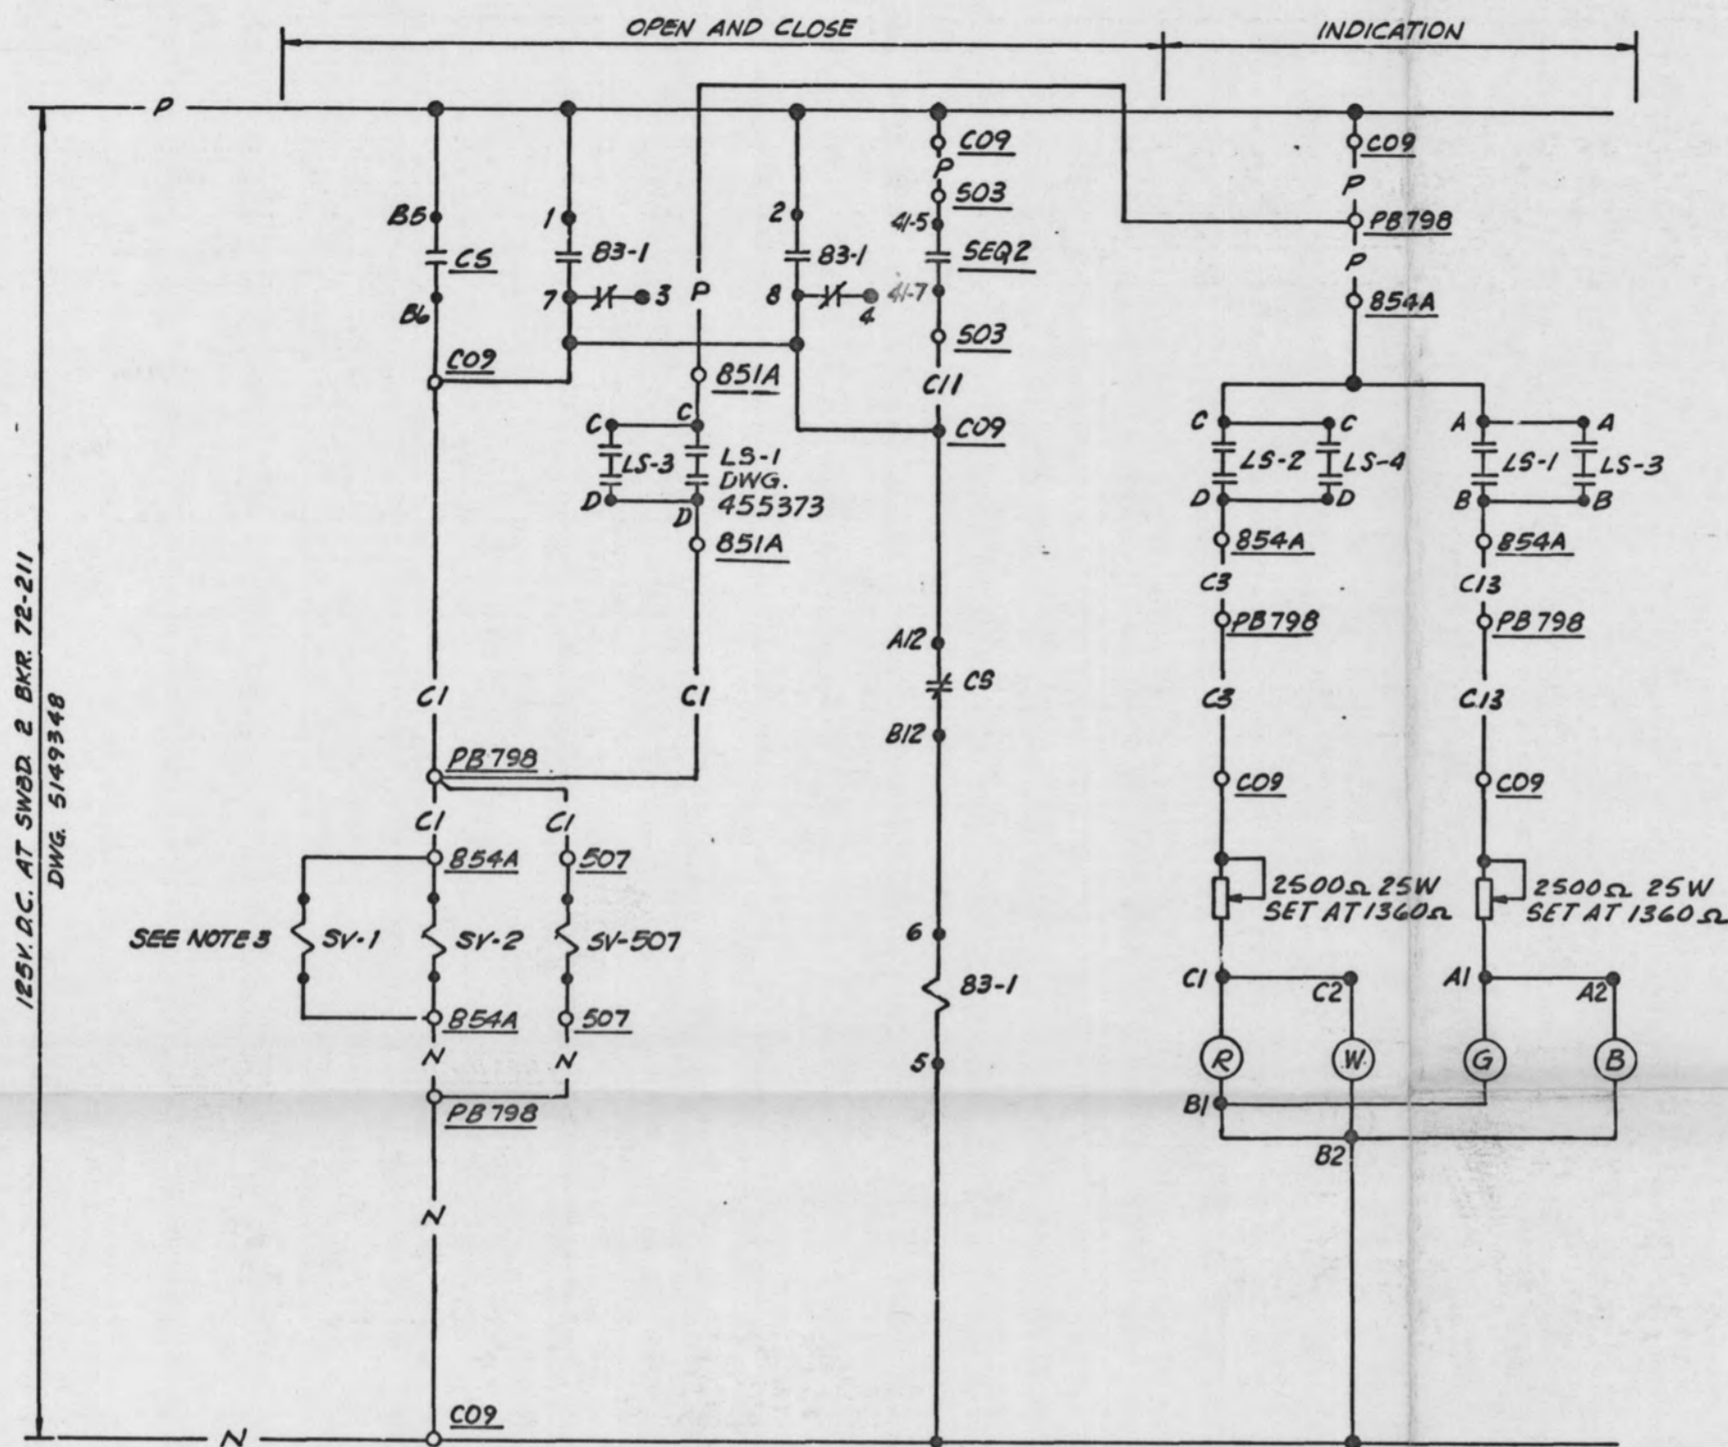 OPEN AND CLOSE
INDICATION
P
C09
C09
P
P
503
B5
1
2
41-5
PB798
CS
83-1
83-1
SEQ2
P
B6
7
3
P
8
4
41-7
854A
503
C09
851A
C11
C
C
C09
C
C
A
A
LS-3
LS-1
DWG.
455373
LS-2
LS-4
LS-1
LS-3
D
D
D
D
B
B
851A
854A
854A
C3
C13
PB798
PB798
A12
CS
C1
C1
C3
C13
B12
PB798
C09
C09
C1
C1
854A
507
2500Ω 25W
SET AT 1360Ω
2500Ω 25W
SET AT 1360Ω
SEE NOTE 3
SV-1
SV-2
SV-507
6
83-1
C1
C2
A1
A2
854A
507
N
N
5
R
W
G
B
PB798
B1
B2
N
C09
N
125V. D.C. AT SWBD. 2 BKR. 72-211
DWG. 5149348